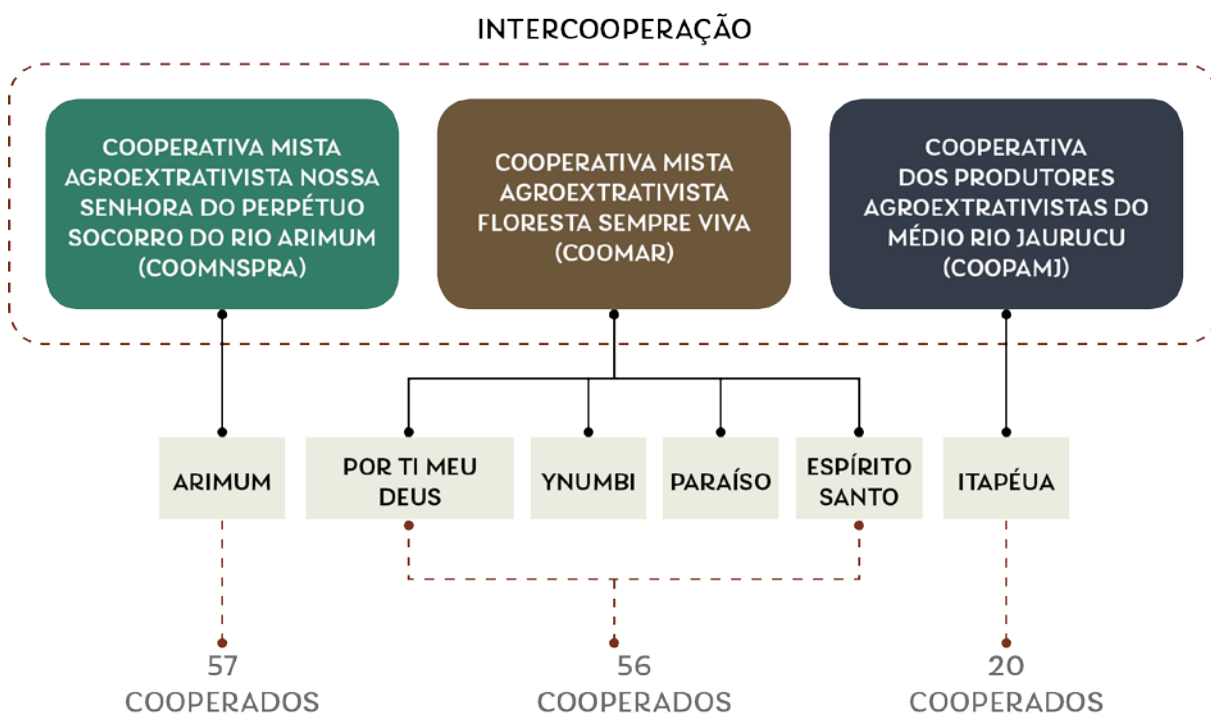 INTERCOOPERAÇÃO
COOPERATIVA MISTA
AGROEXTRATIVISTA NOSSA
SENHORA DO PERPÉTUO
SOCORRO DO RIO ARIMUM
(COOMNSPRA)
COOPERATIVA MISTA
AGROEXTRATIVISTA
FLORESTA SEMPRE VIVA
(COOMAR)
COOPERATIVA
DOS PRODUTORES
AGROEXTRATIVISTAS DO
MÉDIO RIO JAURUCU
(COOPAMJ)
ARIMUM
POR TI MEU
DEUS
YNUMBI
PARAÍSO
ESPÍRITO
SANTO
ITAPÉUA
57
COOPERADOS
56
COOPERADOS
20
COOPERADOS